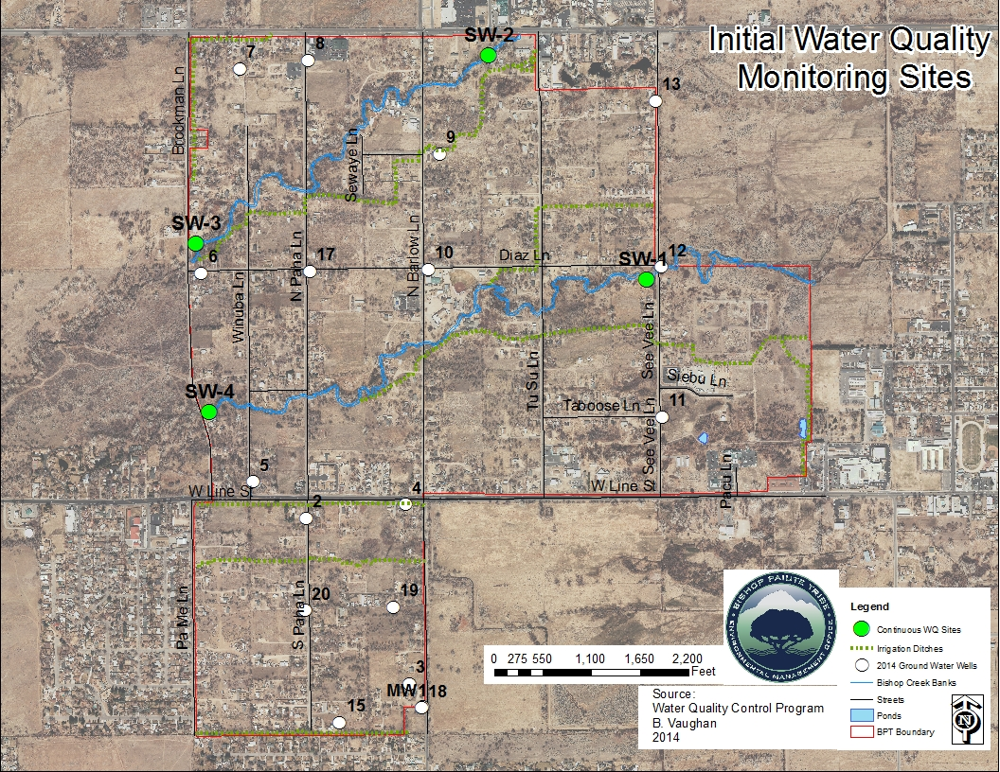 Initial Water Quality
Monitoring Sites
SW-2
8
7
13
Brookman Ln
Sewaye Ln
9
SW-3
6
17
10
Diaz Ln
SW-1
12
N Barlow Ln
N Pana Ln
Winuba Ln
See Vee Ln
Tu Su Ln
Siebu Ln
SW-4
Taboose Ln
11
See Vee Ln
5
W Line St
4
W Line St
Pacu Ln
2
20
19
Pa Me Ln
S Paha Ln
3
MW118
15
0 275 550 1,100 1,650 2,200
Feet
BISHOP PAIUTE TRIBE
ENVIRONMENTAL MANAGEMENT OFFICE
Source:
Water Quality Control Program
B. Vaughan
2014
Legend
Continuous WQ Sites
Irrigation Ditches
2014 Ground Water Wells
Bishop Creek Banks
Streets
Ponds
BPT Boundary
N